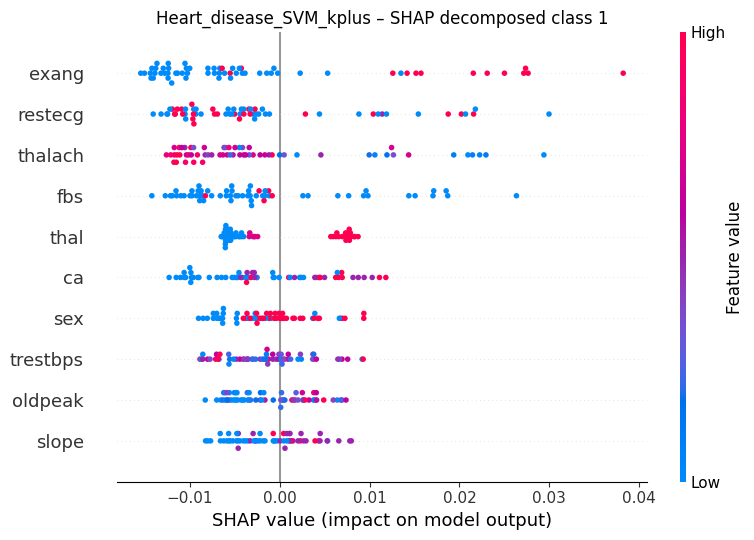 Heart_disease_SVM_kplus – SHAP decomposed class 1
High
exang
restecg
thalach
fbs
thal
ca
sex
trestbps
oldpeak
slope
Feature value
Low
−0.01 0.00 0.01 0.02 0.03 0.04
SHAP value (impact on model output)